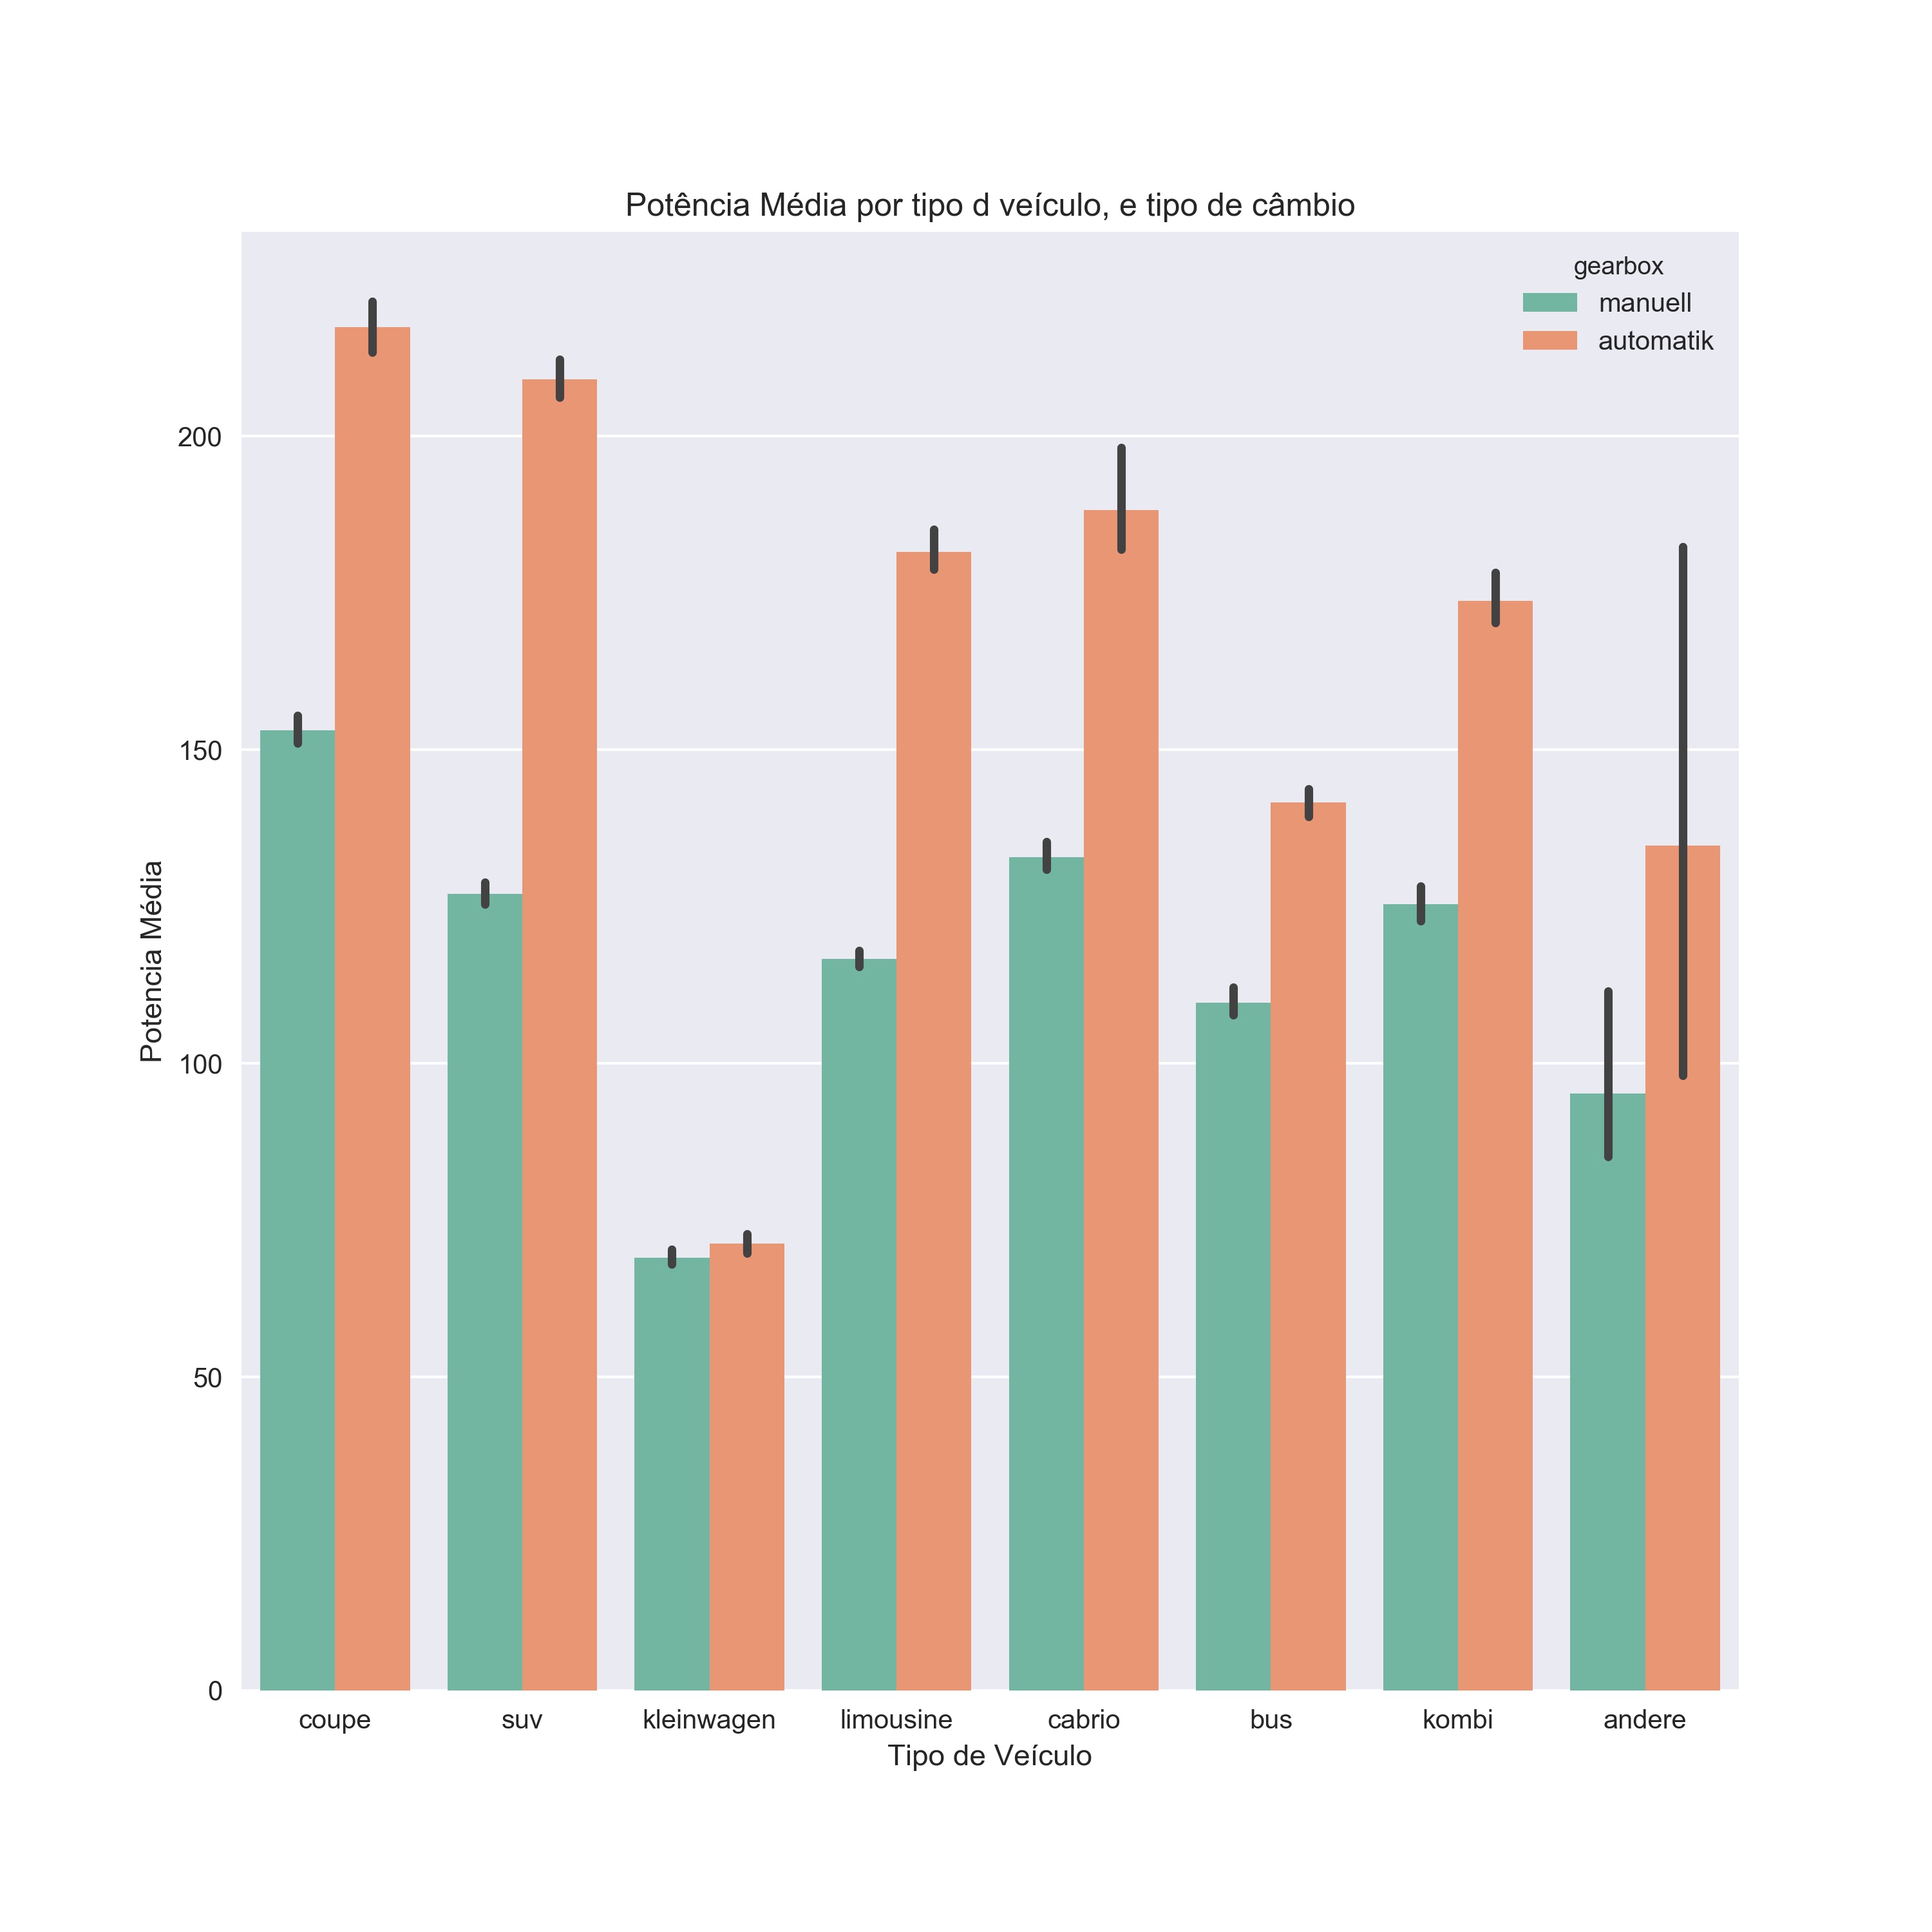 Potência Média por tipo d veículo, e tipo de câmbio
gearbox
manuell
automatik
Potencia Média
200
150
100
50
0
coupe suv kleinwagen limousine cabrio bus kombi andere
Tipo de Veículo